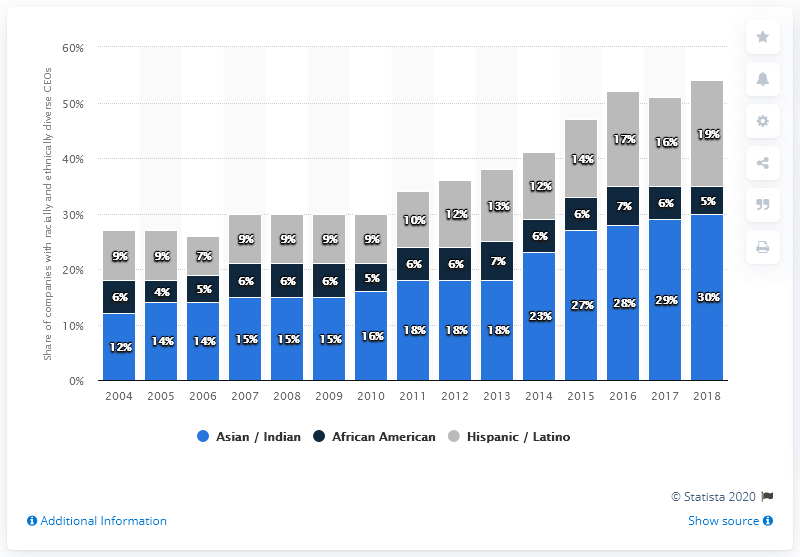 Share of companies with racially and ethnically diverse CEOs
60%
50%
40%
30%
20%
10%
0%
9% 9% 7% 9% 9% 9% 9% 10% 12% 13% 12% 14% 17% 16% 19%
6% 4% 5% 6% 6% 6% 5% 6% 6% 7% 6% 6% 7% 6% 5%
12% 14% 14% 15% 15% 15% 16% 18% 18% 18% 23% 27% 28% 29% 30%
2004 2005 2006 2007 2008 2009 2010 2011 2012 2013 2014 2015 2016 2017 2018
Asian / Indian African American Hispanic / Latino
© Statista 2020
Additional Information Show source